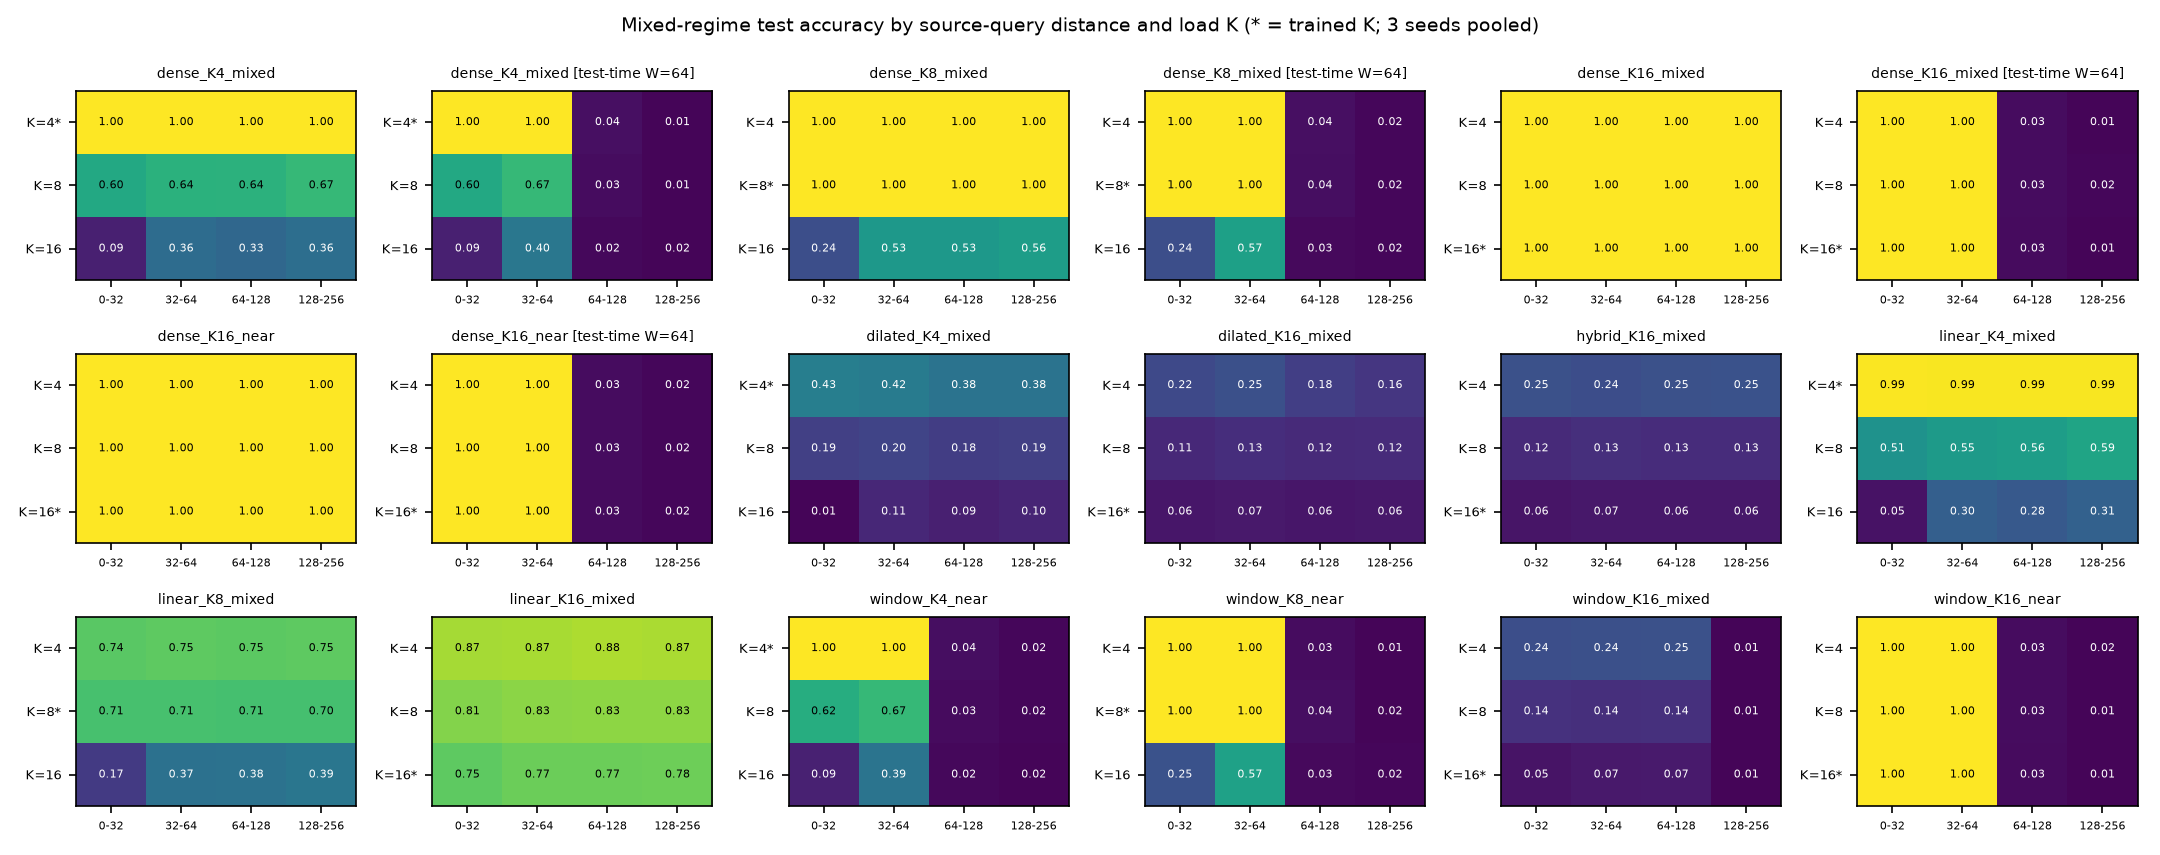 Mixed-regime test accuracy by source-query distance and load K (* = trained K; 3 seeds pooled)
dense_K4_mixed
K=4* 1.00 1.00 1.00 1.00
K=8 0.60 0.64 0.64 0.67
K=16 0.09 0.36 0.33 0.36
0-32 32-64 64-128 128-256
dense_K4_mixed [test-time W=64]
K=4* 1.00 1.00 0.04 0.01
K=8 0.60 0.67 0.03 0.01
K=16 0.09 0.40 0.02 0.02
0-32 32-64 64-128 128-256
dense_K8_mixed
K=4 1.00 1.00 1.00 1.00
K=8* 1.00 1.00 1.00 1.00
K=16 0.24 0.53 0.53 0.56
0-32 32-64 64-128 128-256
dense_K8_mixed [test-time W=64]
K=4 1.00 1.00 0.04 0.02
K=8* 1.00 1.00 0.04 0.02
K=16 0.24 0.57 0.03 0.02
0-32 32-64 64-128 128-256
dense_K16_mixed
K=4 1.00 1.00 1.00 1.00
K=8 1.00 1.00 1.00 1.00
K=16* 1.00 1.00 1.00 1.00
0-32 32-64 64-128 128-256
dense_K16_mixed [test-time W=64]
K=4 1.00 1.00 0.03 0.01
K=8 1.00 1.00 0.03 0.02
K=16* 1.00 1.00 0.03 0.01
0-32 32-64 64-128 128-256
dense_K16_near
K=4 1.00 1.00 1.00 1.00
K=8 1.00 1.00 1.00 1.00
K=16* 1.00 1.00 1.00 1.00
0-32 32-64 64-128 128-256
dense_K16_near [test-time W=64]
K=4 1.00 1.00 0.03 0.02
K=8 1.00 1.00 0.03 0.02
K=16* 1.00 1.00 0.03 0.02
0-32 32-64 64-128 128-256
dilated_K4_mixed
K=4* 0.43 0.42 0.38 0.38
K=8 0.19 0.20 0.18 0.19
K=16 0.01 0.11 0.09 0.10
0-32 32-64 64-128 128-256
dilated_K16_mixed
K=4 0.22 0.25 0.18 0.16
K=8 0.11 0.13 0.12 0.12
K=16* 0.06 0.07 0.06 0.06
0-32 32-64 64-128 128-256
hybrid_K16_mixed
K=4 0.25 0.24 0.25 0.25
K=8 0.12 0.13 0.13 0.13
K=16* 0.06 0.07 0.06 0.06
0-32 32-64 64-128 128-256
linear_K4_mixed
K=4* 0.99 0.99 0.99 0.99
K=8 0.51 0.55 0.56 0.59
K=16 0.05 0.30 0.28 0.31
0-32 32-64 64-128 128-256
linear_K8_mixed
K=4 0.74 0.75 0.75 0.75
K=8* 0.71 0.71 0.71 0.70
K=16 0.17 0.37 0.38 0.39
0-32 32-64 64-128 128-256
linear_K16_mixed
K=4 0.87 0.87 0.88 0.87
K=8 0.81 0.83 0.83 0.83
K=16* 0.75 0.77 0.77 0.78
0-32 32-64 64-128 128-256
window_K4_near
K=4* 1.00 1.00 0.04 0.02
K=8 0.62 0.67 0.03 0.02
K=16 0.09 0.39 0.02 0.02
0-32 32-64 64-128 128-256
window_K8_near
K=4 1.00 1.00 0.03 0.01
K=8* 1.00 1.00 0.04 0.02
K=16 0.25 0.57 0.03 0.02
0-32 32-64 64-128 128-256
window_K16_mixed
K=4 0.24 0.24 0.25 0.01
K=8 0.14 0.14 0.14 0.01
K=16* 0.05 0.07 0.07 0.01
0-32 32-64 64-128 128-256
window_K16_near
K=4 1.00 1.00 0.03 0.02
K=8 1.00 1.00 0.03 0.01
K=16* 1.00 1.00 0.03 0.01
0-32 32-64 64-128 128-256